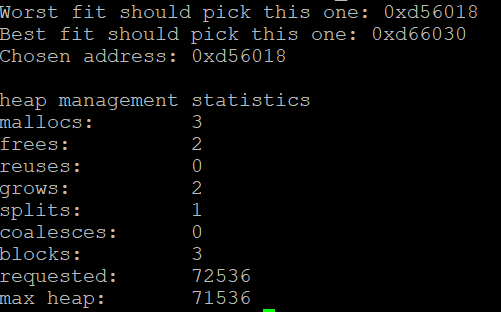 Worst fit should pick this one: 0xd56018
Best fit should pick this one: 0xd66030
Chosen address: 0xd56018
heap management statistics
mallocs: 3
frees: 2
reuses: 0
grows: 2
splits: 1
coalesces: 0
blocks: 3
requested: 72536
max heap: 71536